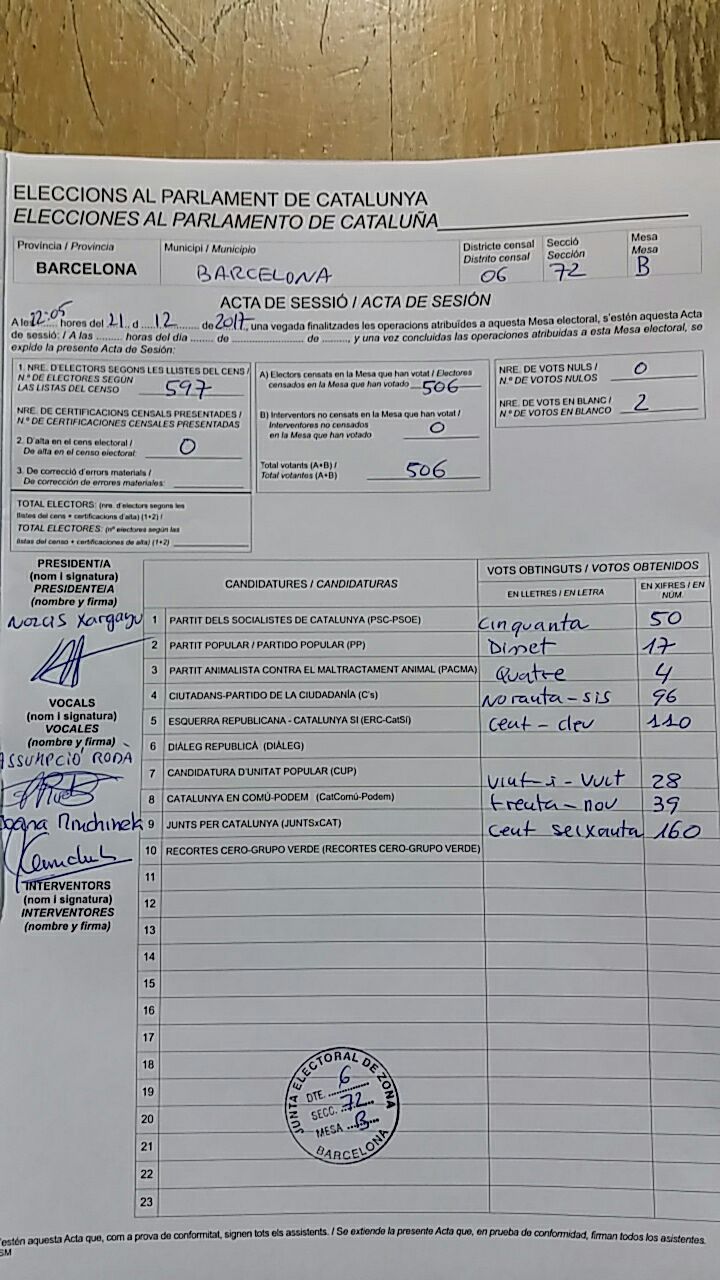 ELECCIONS AL PARLAMENT DE CATALUNYA
ELECCIONES AL PARLAMENTO DE CATALUÑA
Província / Provincia
BARCELONA
Municipi / Municipio
BARCELONA
Districte censal
Distrito censal
06
Secció
Sección
72
Mesa
Mesa
B
ACTA DE SESSIÓ / ACTA DE SESIÓN
A les 22:05 hores del 21 d 12 de 2017, una vegada finalitzades les operacions atribuïdes a aquesta Mesa electoral, s'estén aquesta Acta
de sessió: / A las ........ horas del día ....... de ................ de ........, y una vez concluidas las operaciones atribuidas a esta Mesa electoral, se
expide la presente Acta de Sesión:
1. NRE. D'ELECTORS SEGONS LES LLISTES DEL CENS /
N.º DE ELECTORES SEGÚN
LAS LISTAS DEL CENSO 597
NRE. DE CERTIFICACIONS CENSALS PRESENTADES /
N.º DE CERTIFICACIONES CENSALES PRESENTADAS
2. D'alta en el cens electoral /
De alta en el censo electoral: 0
3. De correcció d'errors materials /
De corrección de errores materiales:
TOTAL ELECTORS: (nre. d'electors segons les
llistes del cens + certificacions d'alta) (1+2) /
TOTAL ELECTORES: (nº electores según las
listas del censo + certificaciones de alta) (1+2)
A) Electors censats en la Mesa que han votat / Electores
censados en la Mesa que han votado 506
B) Interventors no censats en la Mesa que han votat /
Interventores no censados
en la Mesa que han votado 0
Total votants (A+B) /
Total votantes (A+B) 506
NRE. DE VOTS NULS /
N.º DE VOTOS NULOS 0
NRE. DE VOTS EN BLANC /
N.º DE VOTOS EN BLANCO 2
PRESIDENT/A
(nom i signatura)
PRESIDENTE/A
(nombre y firma)
VOCALS
(nom i signatura)
VOCALES
(nombre y firma)
ASSUMPCIÓ RODÀ
INTERVENTORS
(nom i signatura)
INTERVENTORES
(nombre y firma)
CANDIDATURES / CANDIDATURAS
VOTS OBTINGUTS / VOTOS OBTENIDOS
EN LLETRES / EN LETRA
EN XIFRES / EN NÚM.
1 PARTIT DELS SOCIALISTES DE CATALUNYA (PSC-PSOE) Cinquanta 50
2 PARTIT POPULAR / PARTIDO POPULAR (PP) Disset 17
3 PARTIT ANIMALISTA CONTRA EL MALTRACTAMENT ANIMAL (PACMA) Quatre 4
4 CIUTADANS-PARTIDO DE LA CIUDADANÍA (C's) Noranta-sis 96
5 ESQUERRA REPUBLICANA - CATALUNYA SI (ERC-CatSí) Cent-deu 110
6 DIÀLEG REPUBLICÀ (DIÀLEG)
7 CANDIDATURA D'UNITAT POPULAR (CUP) Vint-i-vuit 28
8 CATALUNYA EN COMÚ-PODEM (CatComú-Podem) trenta-nou 39
9 JUNTS PER CATALUNYA (JUNTSxCAT) Cent seixanta 160
10 RECORTES CERO-GRUPO VERDE (RECORTES CERO-GRUPO VERDE)
11
12
13
14
15
16
17
18
19
20
21
22
23
JUNTA ELECTORAL DE ZONA
DTE. 6
SECC. 72
MESA B
BARCELONA
'estén aquesta Acta que, com a prova de conformitat, signen tots els assistents. / Se extiende la presente Acta que, en prueba de conformidad, firman todos los asistentes.
SM